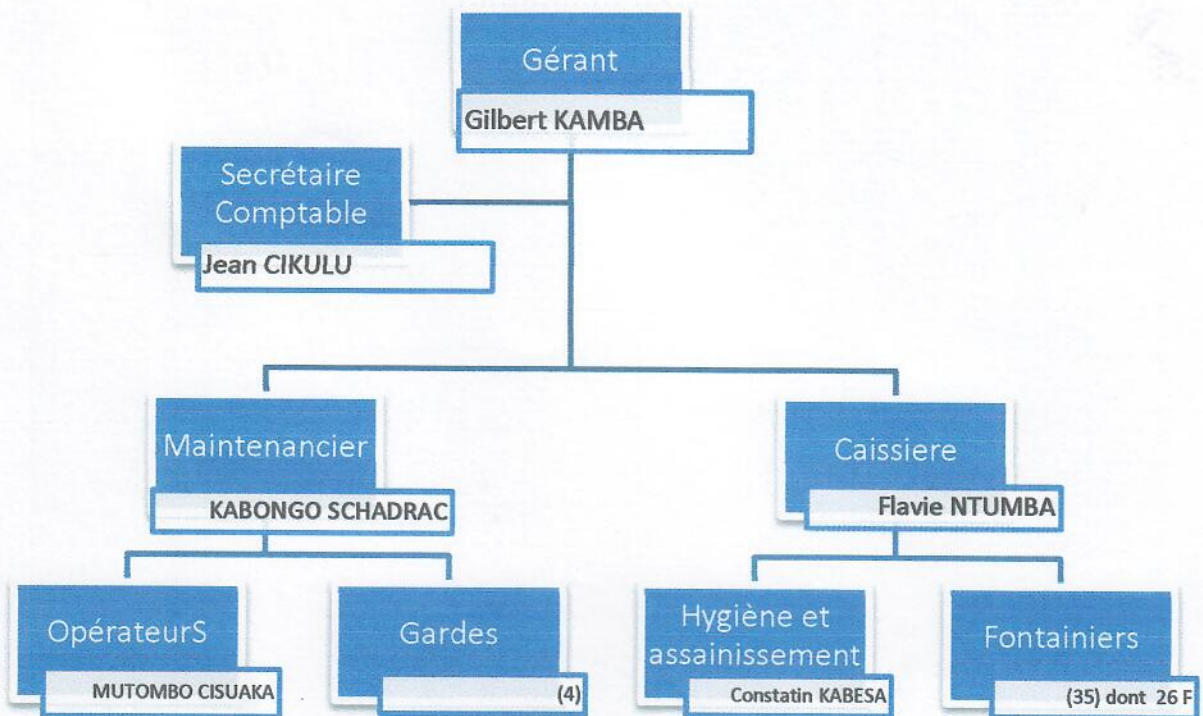 Gérant
Gilbert KAMBA
Secrétaire
Comptable
Jean CIKULU
Maintenancier
KABONGO SCHADRAC
Caissiere
Flavie NTUMBA
OpérateurS
MUTOMBO CISUAKA
Gardes
(4)
Hygiène et
assainissement
Constatin KABESA
Fontainiers
(35) dont 26 F